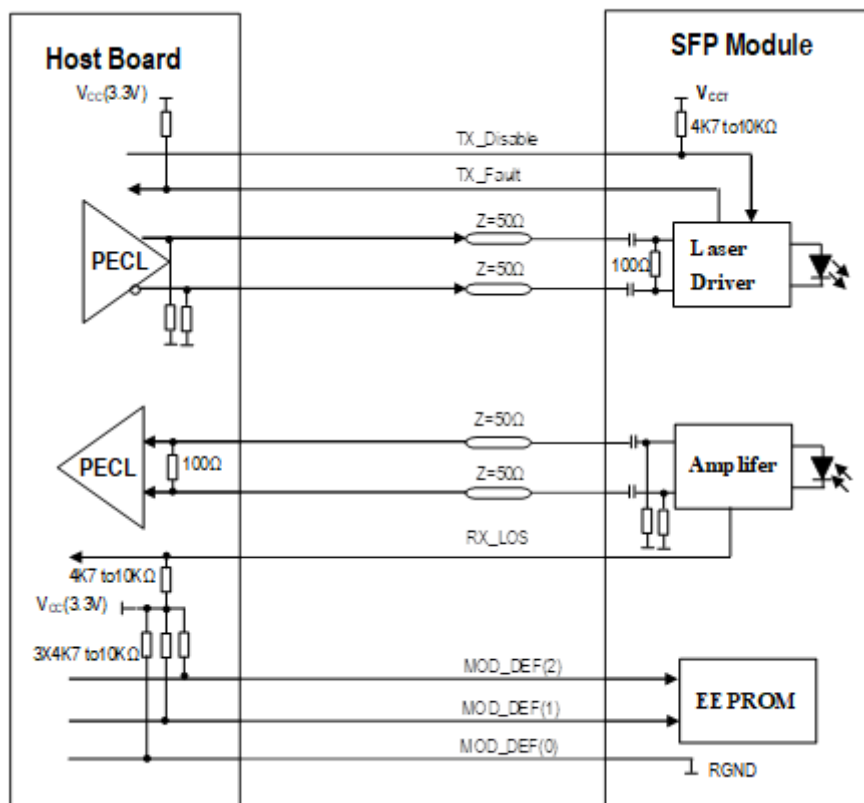 Host Board
SFP Module
VCC(3.3V)
VCCT
4K7 to10KΩ
TX_Disable
TX_Fault
PECL
Z=50Ω
Z=50Ω
100Ω
Laser
Driver
PECL
100Ω
Z=50Ω
Z=50Ω
Amplifer
RX_LOS
4K7 to10KΩ
VCC(3.3V)
3X4K7 to10KΩ
MOD_DEF(2)
MOD_DEF(1)
MOD_DEF(0)
EEPROM
RGND